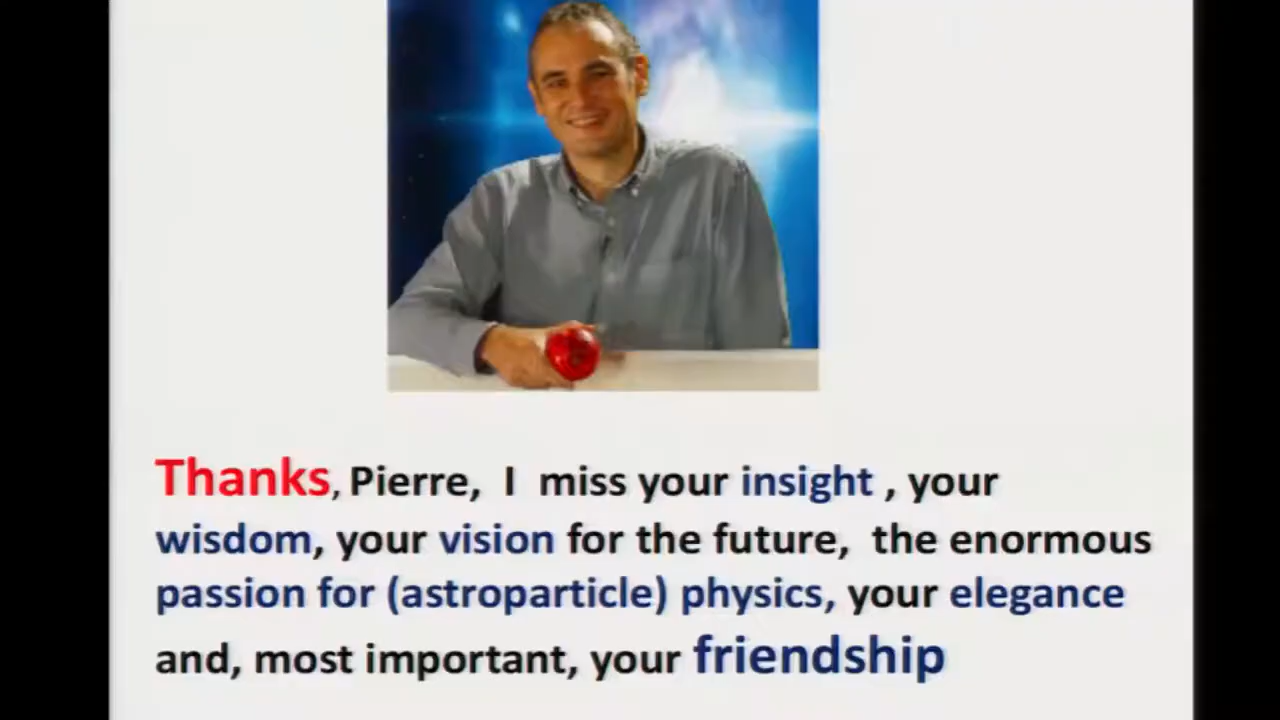 Thanks, Pierre, I miss your insight , your
wisdom, your vision for the future, the enormous
passion for (astroparticle) physics, your elegance
and, most important, your friendship